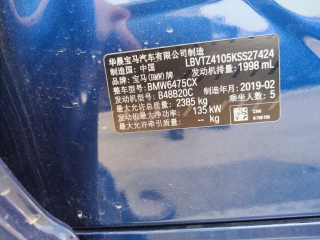 华晨宝马汽车有限公司制造
制造国：中国 LBVTZ4105KSS27424
品牌：宝马(BMW)牌 发动机排量：1998 mL
整车型号：BMW6475CX
发动机型号：B48B20C 制造年月：2019-02
最大允许总质量：2385 kg 乘坐人数：5
发动机最大净功率：135 kW
最大允许牵引质量：-- kg